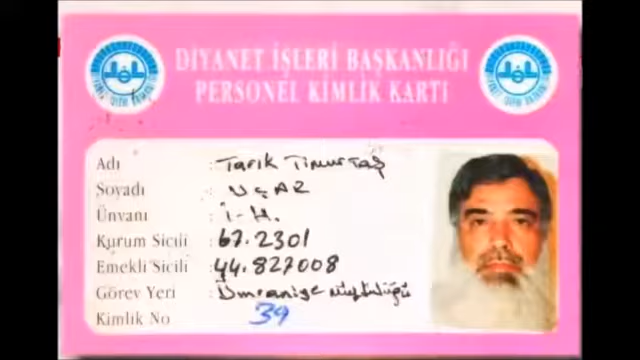 DİYANET İŞLERİ BAŞKANLIĞI
PERSONEL KİMLİK KARTI
Adı : Tarık Timurtaş
Soyadı : UÇAR
Ünvanı : İ-H.
Kurum Sicili : 67.2301
Emekli Sicili : 44.827008
Görev Yeri : Ümraniye Müftülüğü
Kimlik No 39